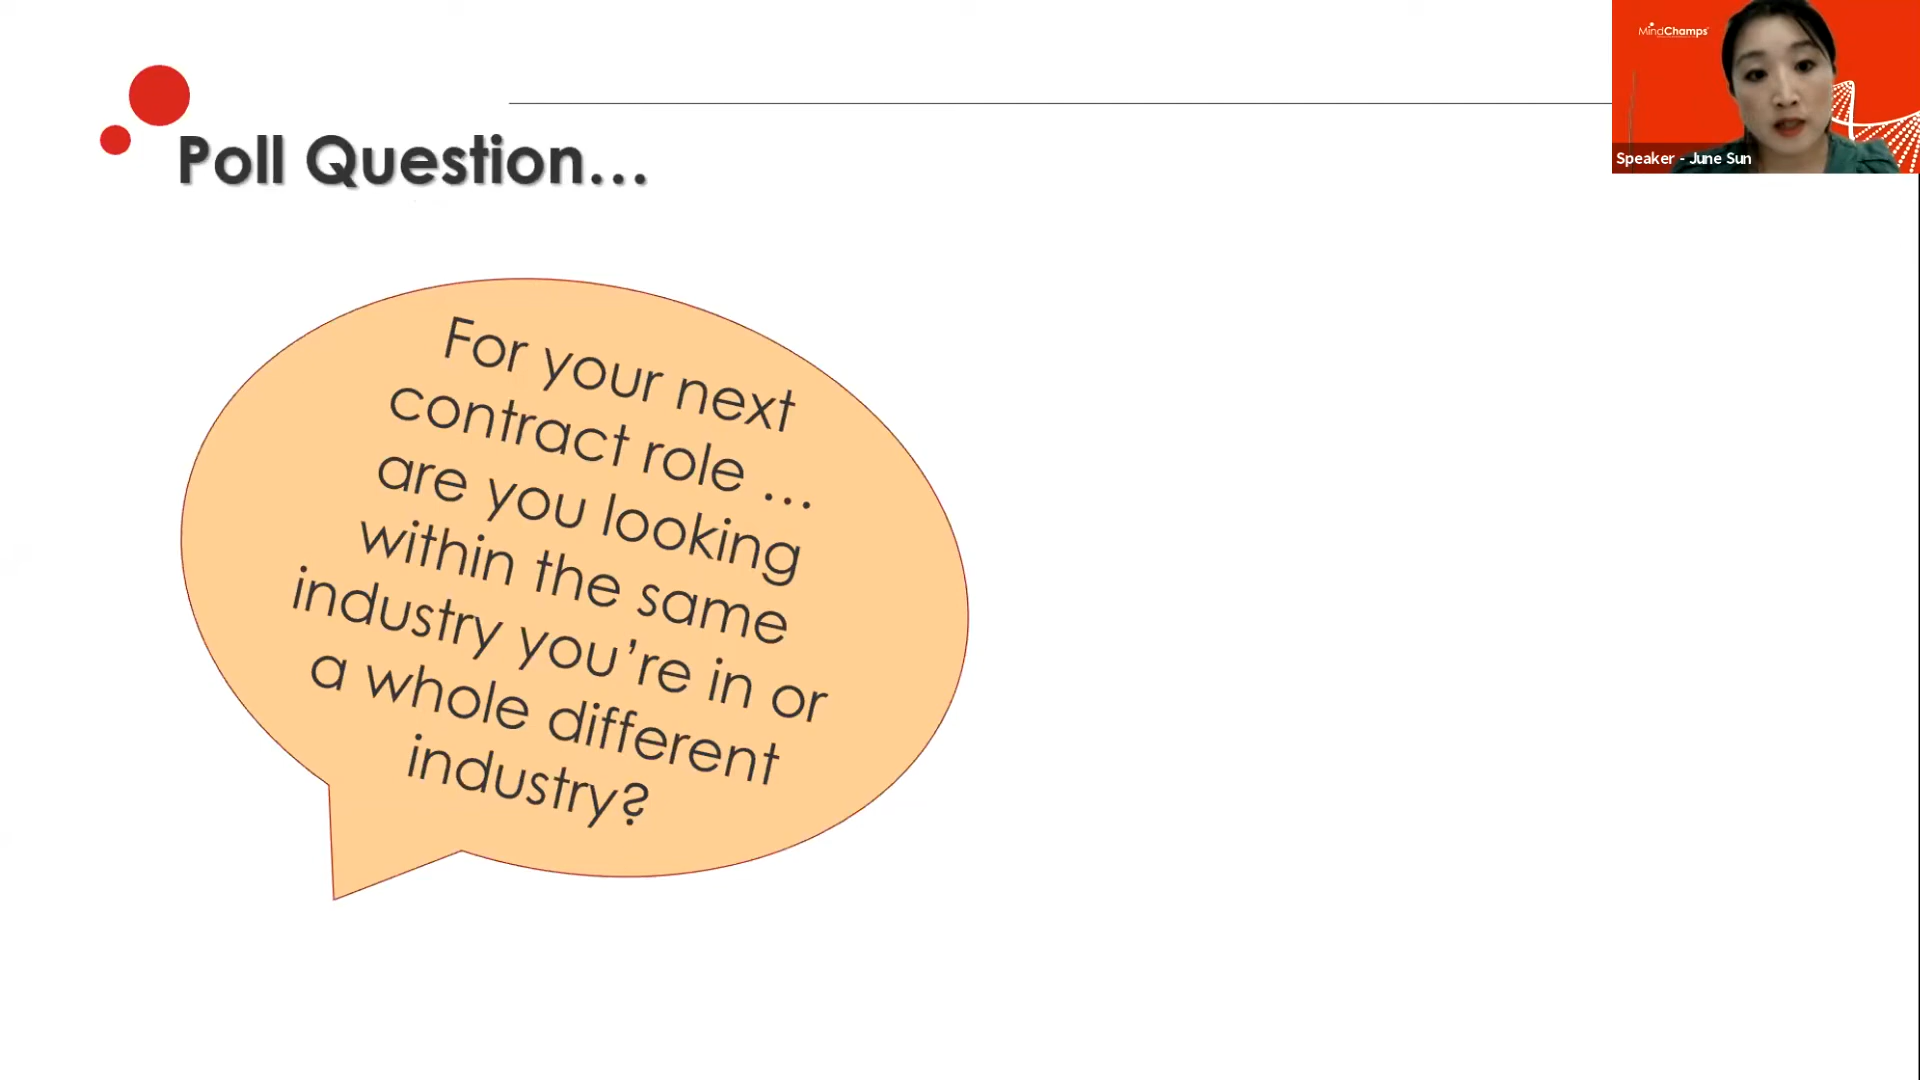 MindChamps
Speaker - June Sun
Poll Question...
For your next
contract role ...
are you looking
within the same
industry you're in or
a whole different
industry?